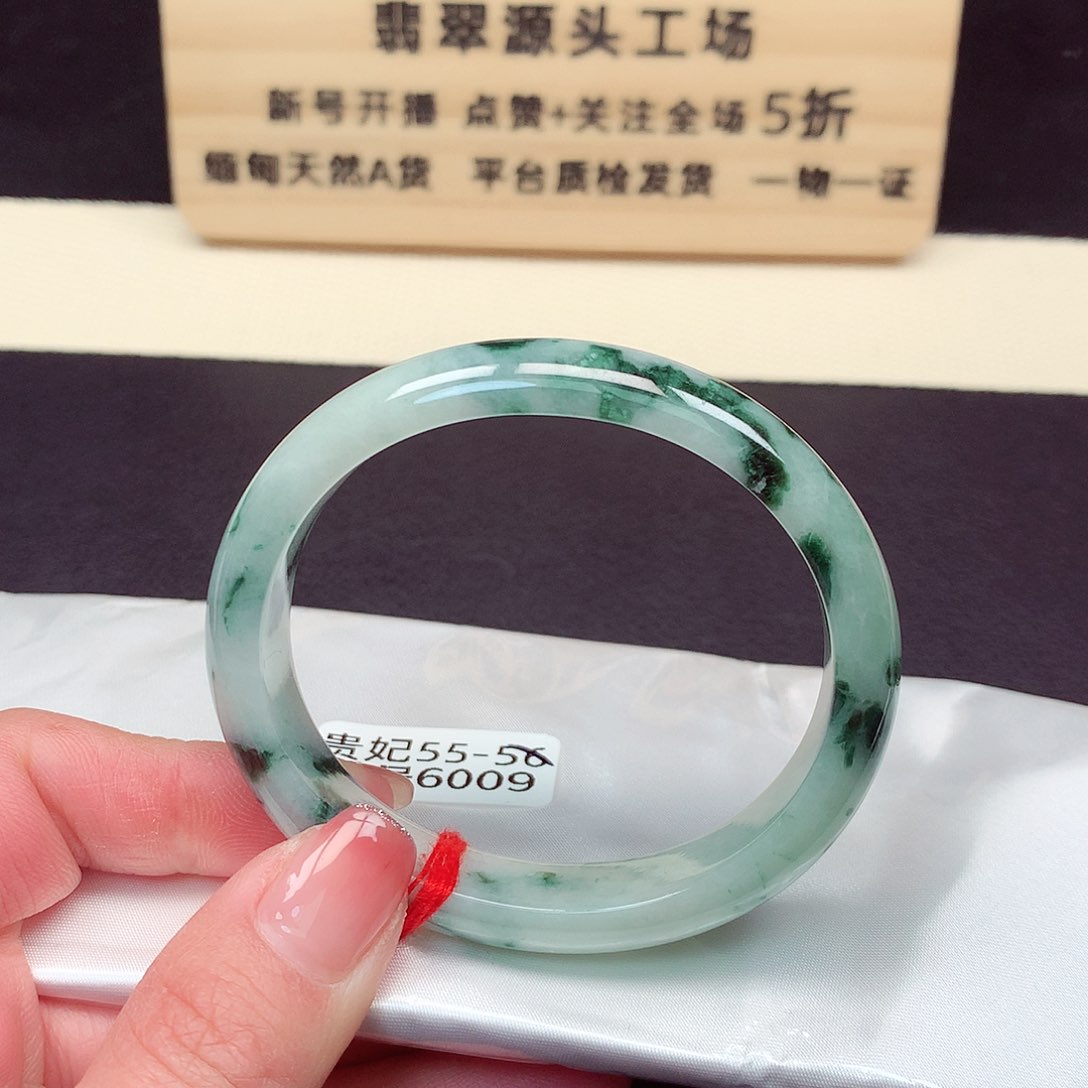 翡翠源头工场
新号开播 点赞+关注全场5折
缅甸天然A货 平台质检发货 一物一证
贵妃55-56
6009